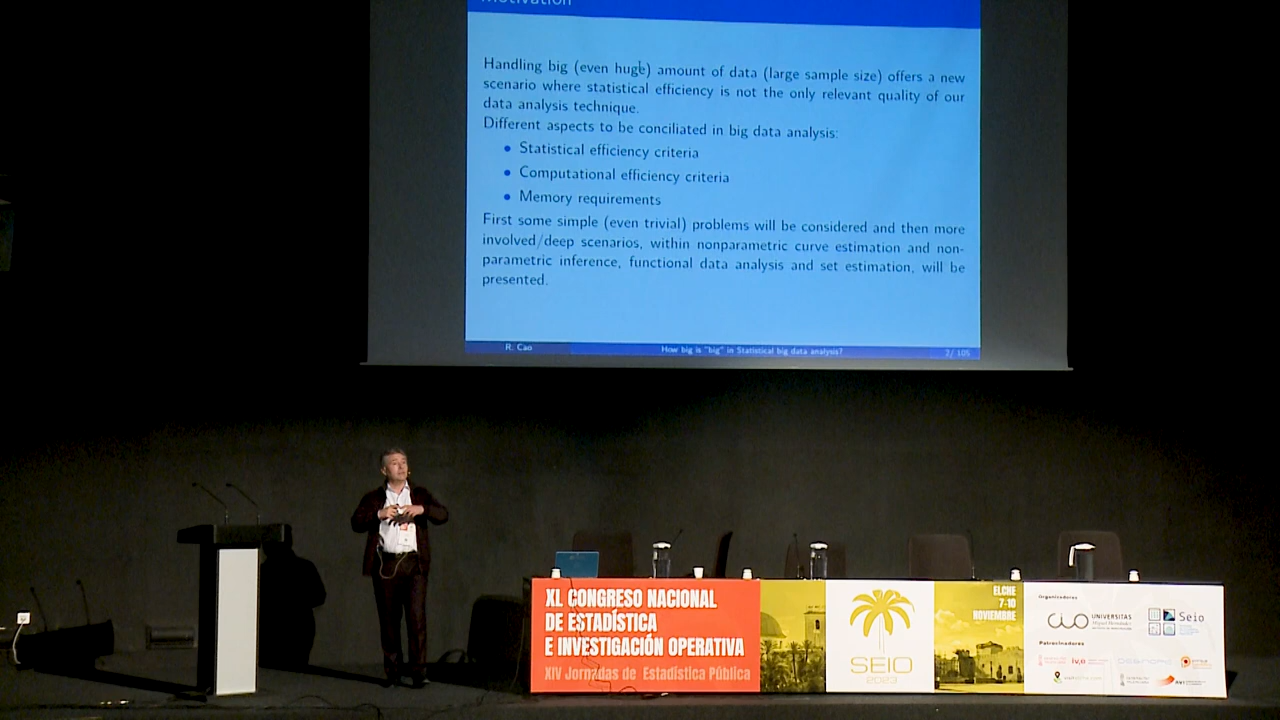 Motivation
Handling big (even huge) amount of data (large sample size) offers a new
scenario where statistical efficiency is not the only relevant quality of our
data analysis technique.
Different aspects to be conciliated in big data analysis:
• Statistical efficiency criteria
• Computational efficiency criteria
• Memory requirements
First some simple (even trivial) problems will be considered and then more
involved/deep scenarios, within nonparametric curve estimation and non-
parametric inference, functional data analysis and set estimation, will be
presented.
R. Cao
How big is "big" in Statistical big data analysis?
2/ 105
XL CONGRESO NACIONAL
DE ESTADÍSTICA
E INVESTIGACIÓN OPERATIVA
XIV Jornadas de Estadística Pública
SEIO
2023
ELCHE
7-10
NOVIEMBRE
Organizadores
CIO
UNIVERSITAS
Miguel Hernández
Seio
Patrocinadores